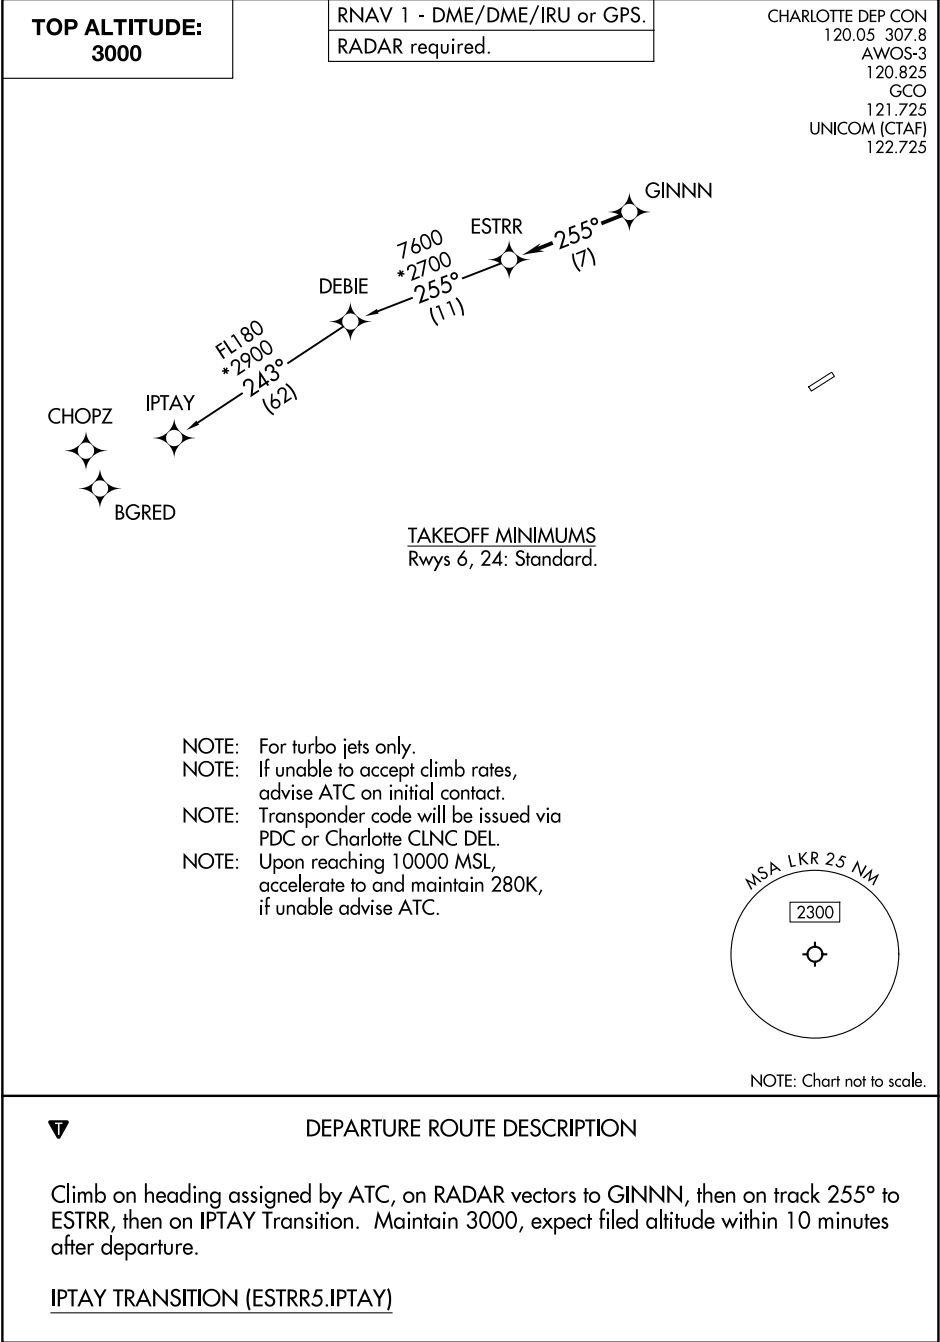 TOP ALTITUDE:
3000
RNAV 1 - DME/DME/IRU or GPS.
RADAR required.
CHARLOTTE DEP CON
120.05 307.8
AWOS-3
120.825
GCO
121.725
UNICOM (CTAF)
122.725
GINNN
255°
(7)
ESTRR
7600
*2700
255°
(11)
DEBIE
FL180
*2900
243°
(62)
IPTAY
CHOPZ
BGRED
TAKEOFF MINIMUMS
Rwys 6, 24: Standard.
NOTE: For turbo jets only.
NOTE: If unable to accept climb rates,
advise ATC on initial contact.
NOTE: Transponder code will be issued via
PDC or Charlotte CLNC DEL.
NOTE: Upon reaching 10000 MSL,
accelerate to and maintain 280K,
if unable advise ATC.
MSA LKR 25 NM
2300
NOTE: Chart not to scale.
T
DEPARTURE ROUTE DESCRIPTION
Climb on heading assigned by ATC, on RADAR vectors to GINNN, then on track 255° to
ESTRR, then on IPTAY Transition. Maintain 3000, expect filed altitude within 10 minutes
after departure.
IPTAY TRANSITION (ESTRR5.IPTAY)